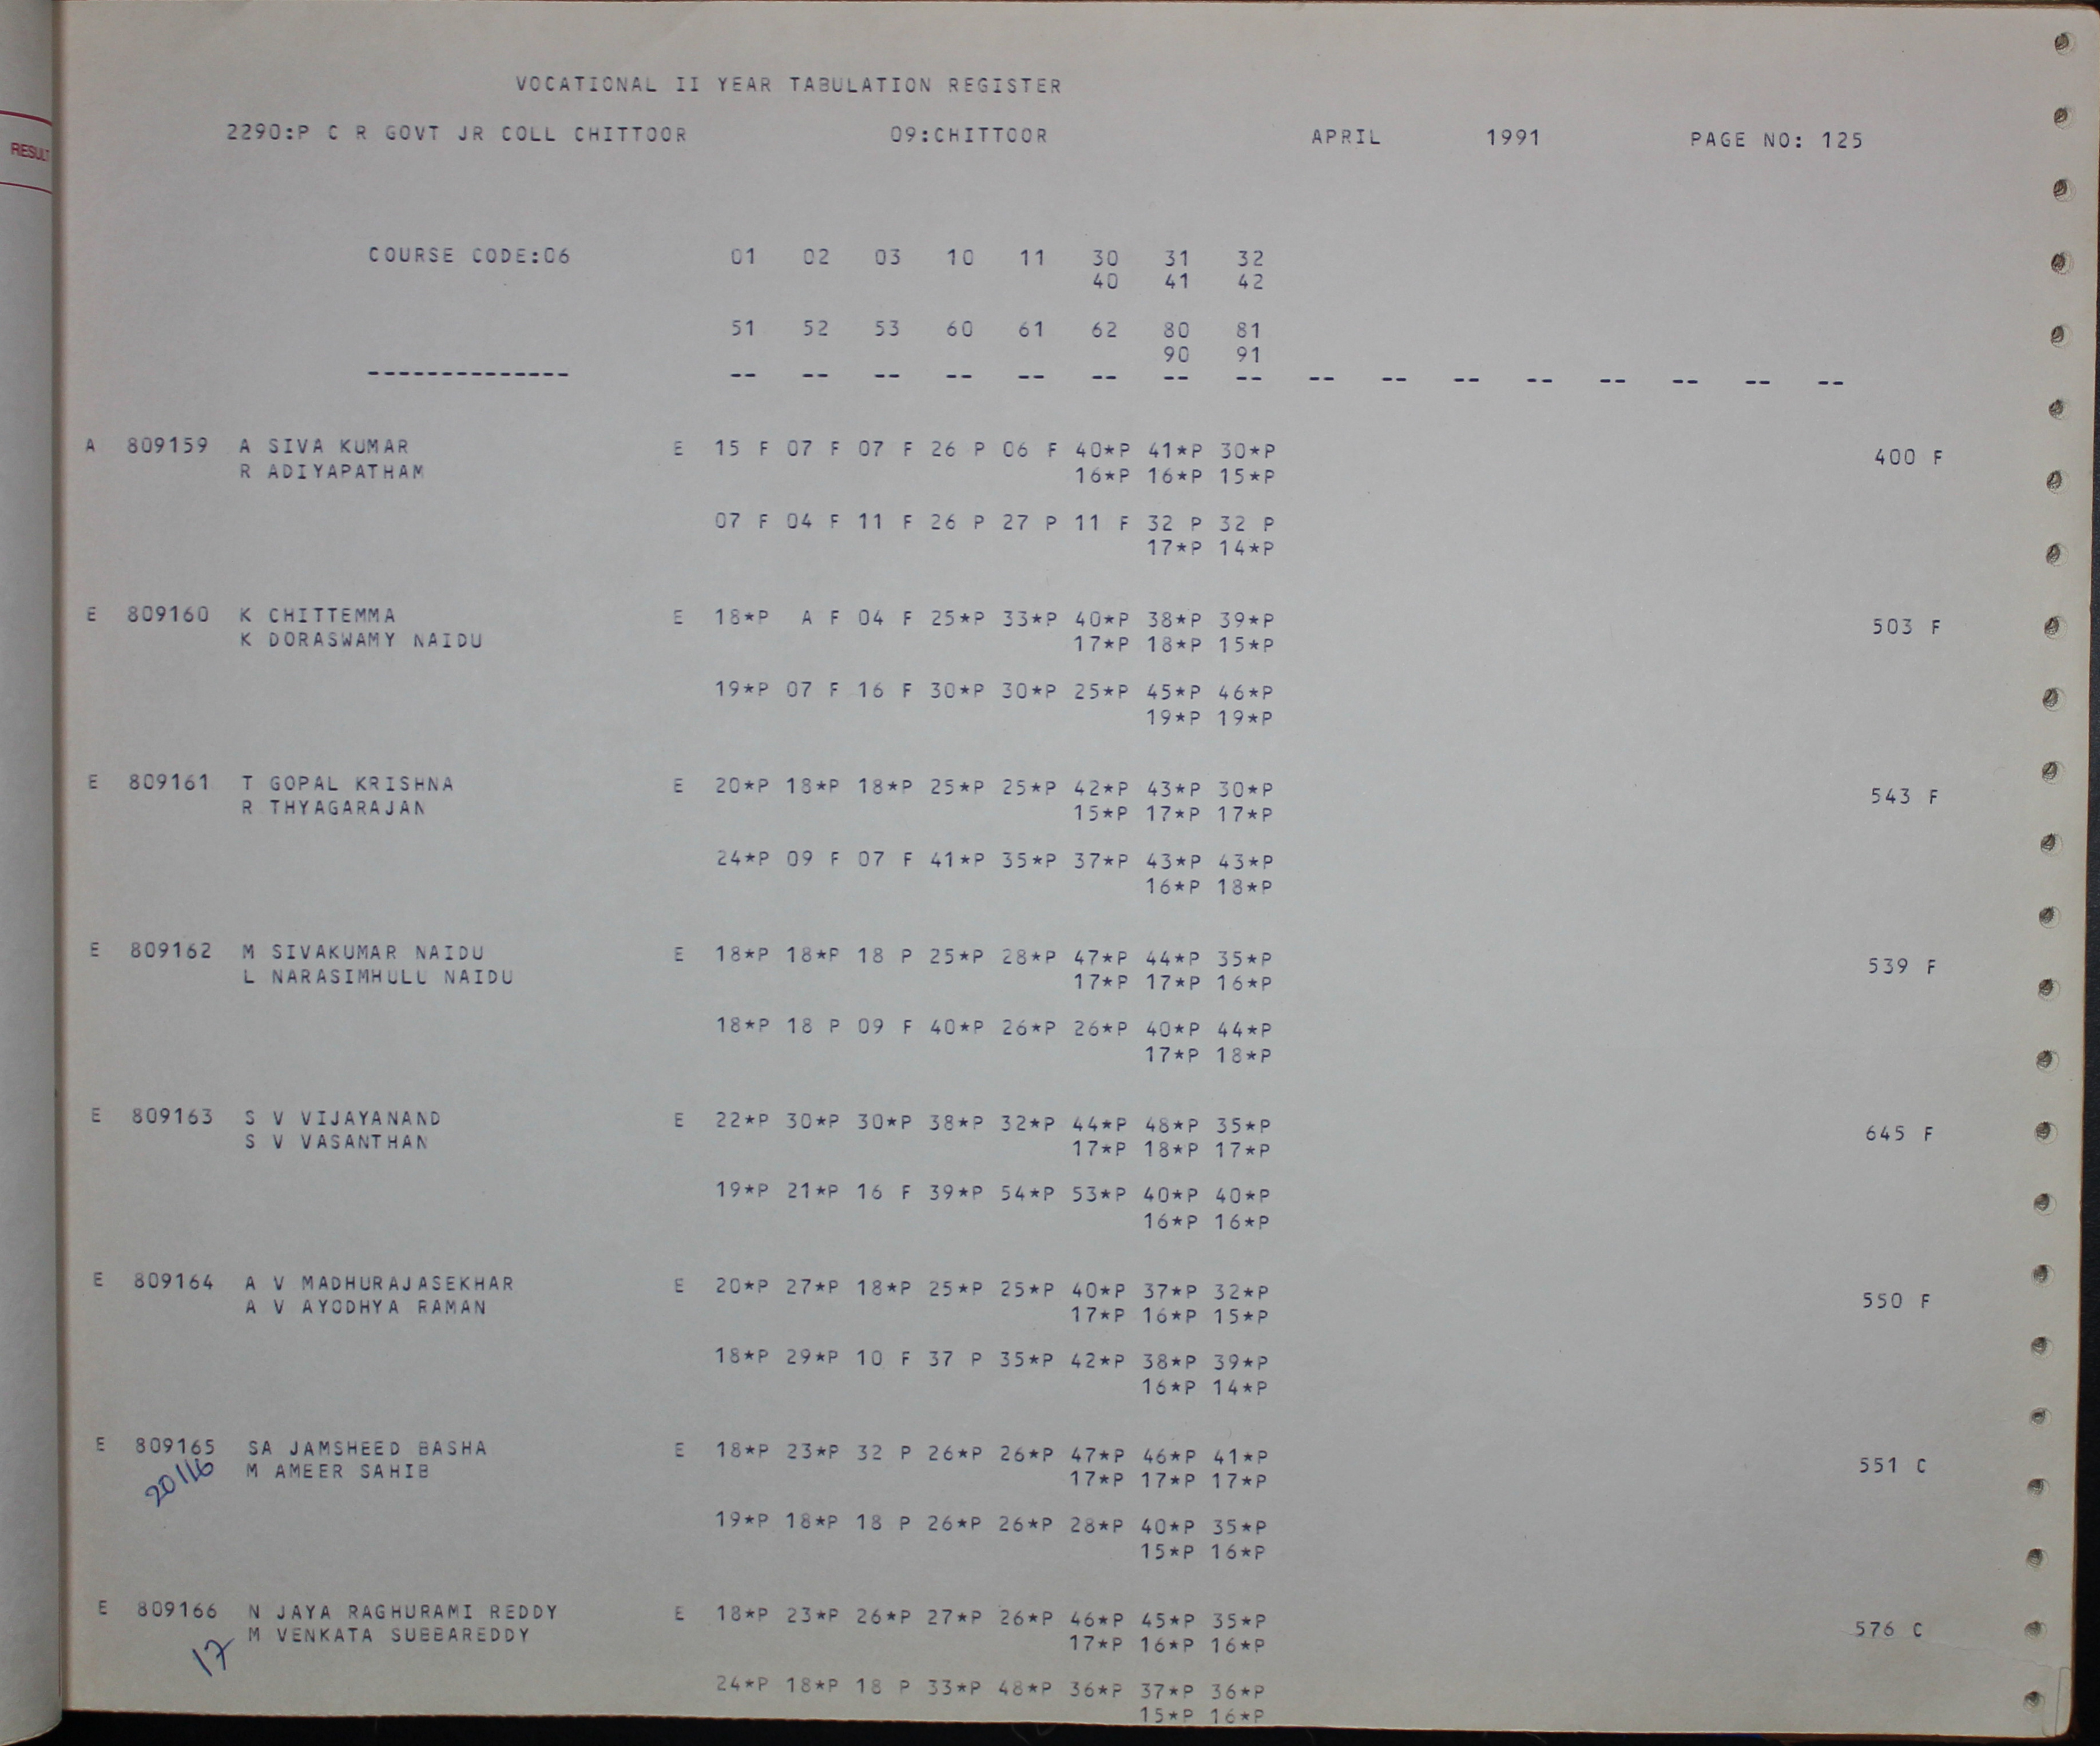 VOCATIONAL II YEAR TABULATION REGISTER
RESULT
2290:P C R GOVT JR COLL CHITTOOR 09:CHITTOOR APRIL 1991 PAGE NO: 125
COURSE CODE:06 01 02 03 10 11 30 31 32
40 41 42
51 52 53 60 61 62 80 81
90 91
-------------- -- -- -- -- -- -- -- -- -- -- -- -- -- -- -- --
A 809159 A SIVA KUMAR E 15 F 07 F 07 F 26 P 06 F 40*P 41*P 30*P 400 F
R ADIYAPATHAM 16*P 16*P 15*P
07 F 04 F 11 F 26 P 27 P 11 F 32 P 32 P
17*P 14*P
E 809160 K CHITTEMMA E 18*P A F 04 F 25*P 33*P 40*P 38*P 39*P 503 F
K DORASWAMY NAIDU 17*P 18*P 15*P
19*P 07 F 16 F 30*P 30*P 25*P 45*P 46*P
19*P 19*P
E 809161 T GOPAL KRISHNA E 20*P 18*P 18*P 25*P 25*P 42*P 43*P 30*P 543 F
R THYAGARAJAN 15*P 17*P 17*P
24*P 09 F 07 F 41*P 35*P 37*P 43*P 43*P
16*P 18*P
E 809162 M SIVAKUMAR NAIDU E 18*P 18*P 18 P 25*P 28*P 47*P 44*P 35*P 539 F
L NARASIMHULU NAIDU 17*P 17*P 16*P
18*P 18 P 09 F 40*P 26*P 26*P 40*P 44*P
17*P 18*P
E 809163 S V VIJAYANAND E 22*P 30*P 30*P 38*P 32*P 44*P 48*P 35*P 645 F
S V VASANTHAN 17*P 18*P 17*P
19*P 21*P 16 F 39*P 54*P 53*P 40*P 40*P
16*P 16*P
E 809164 A V MADHURAJASEKHAR E 20*P 27*P 18*P 25*P 25*P 40*P 37*P 32*P 550 F
A V AYODHYA RAMAN 17*P 16*P 15*P
18*P 29*P 10 F 37 P 35*P 42*P 38*P 39*P
16*P 14*P
E 809165 SA JAMSHEED BASHA E 18*P 23*P 32 P 26*P 26*P 47*P 46*P 41*P 551 C
20/16 M AMEER SAHIB 17*P 17*P 17*P
19*P 18*P 18 P 26*P 26*P 28*P 40*P 35*P
15*P 16*P
E 809166 N JAYA RAGHURAMI REDDY E 18*P 23*P 26*P 27*P 26*P 46*P 45*P 35*P 576 C
17 M VENKATA SUBBAREDDY 17*P 16*P 16*P
24*P 18*P 18 P 33*P 48*P 36*P 37*P 36*P
15*P 16*P